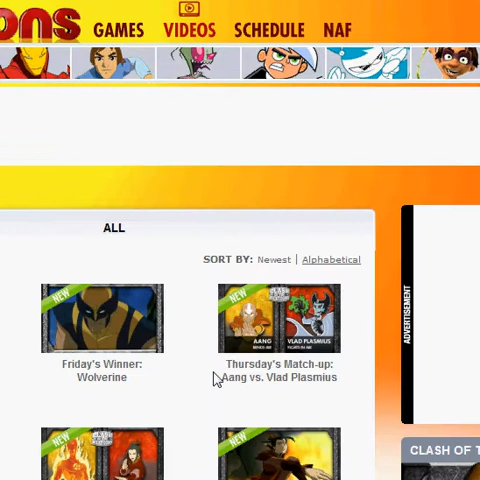 ons
GAMES VIDEOS SCHEDULE NAF
ALL
SORT BY: Newest | Alphabetical
NEW
NEW
AANG
VLAD PLASMIUS
ADVERTISEMENT
Friday's Winner:
Wolverine
Thursday's Match-up:
Aang vs. Vlad Plasmius
NEW
NEW
CLASH OF T